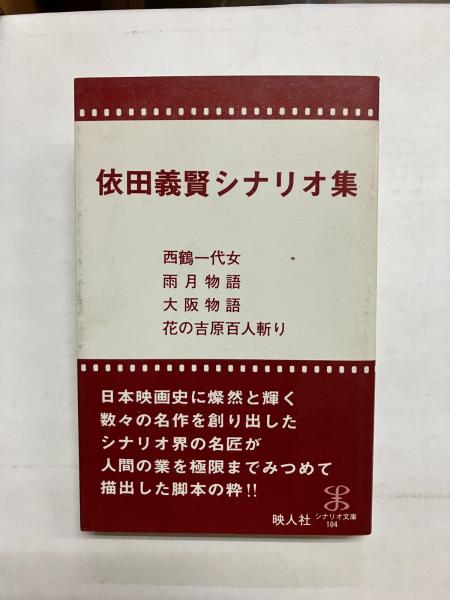 依田義賢シナリオ集
西鶴一代女
雨月物語
大阪物語
花の吉原百人斬り
日本映画史に燦然と輝く
数々の名作を創り出した
シナリオ界の名匠が
人間の業を極限までみつめて
描出した脚本の粋!!
映人社 シナリオ文庫
104